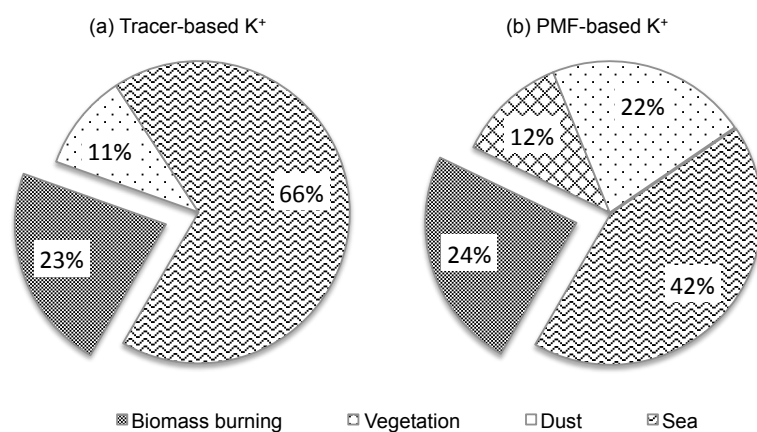 (a) Tracer-based K⁺
(b) PMF-based K⁺
11%
66%
23%
12%
22%
24%
42%
Biomass burning
Vegetation
Dust
Sea